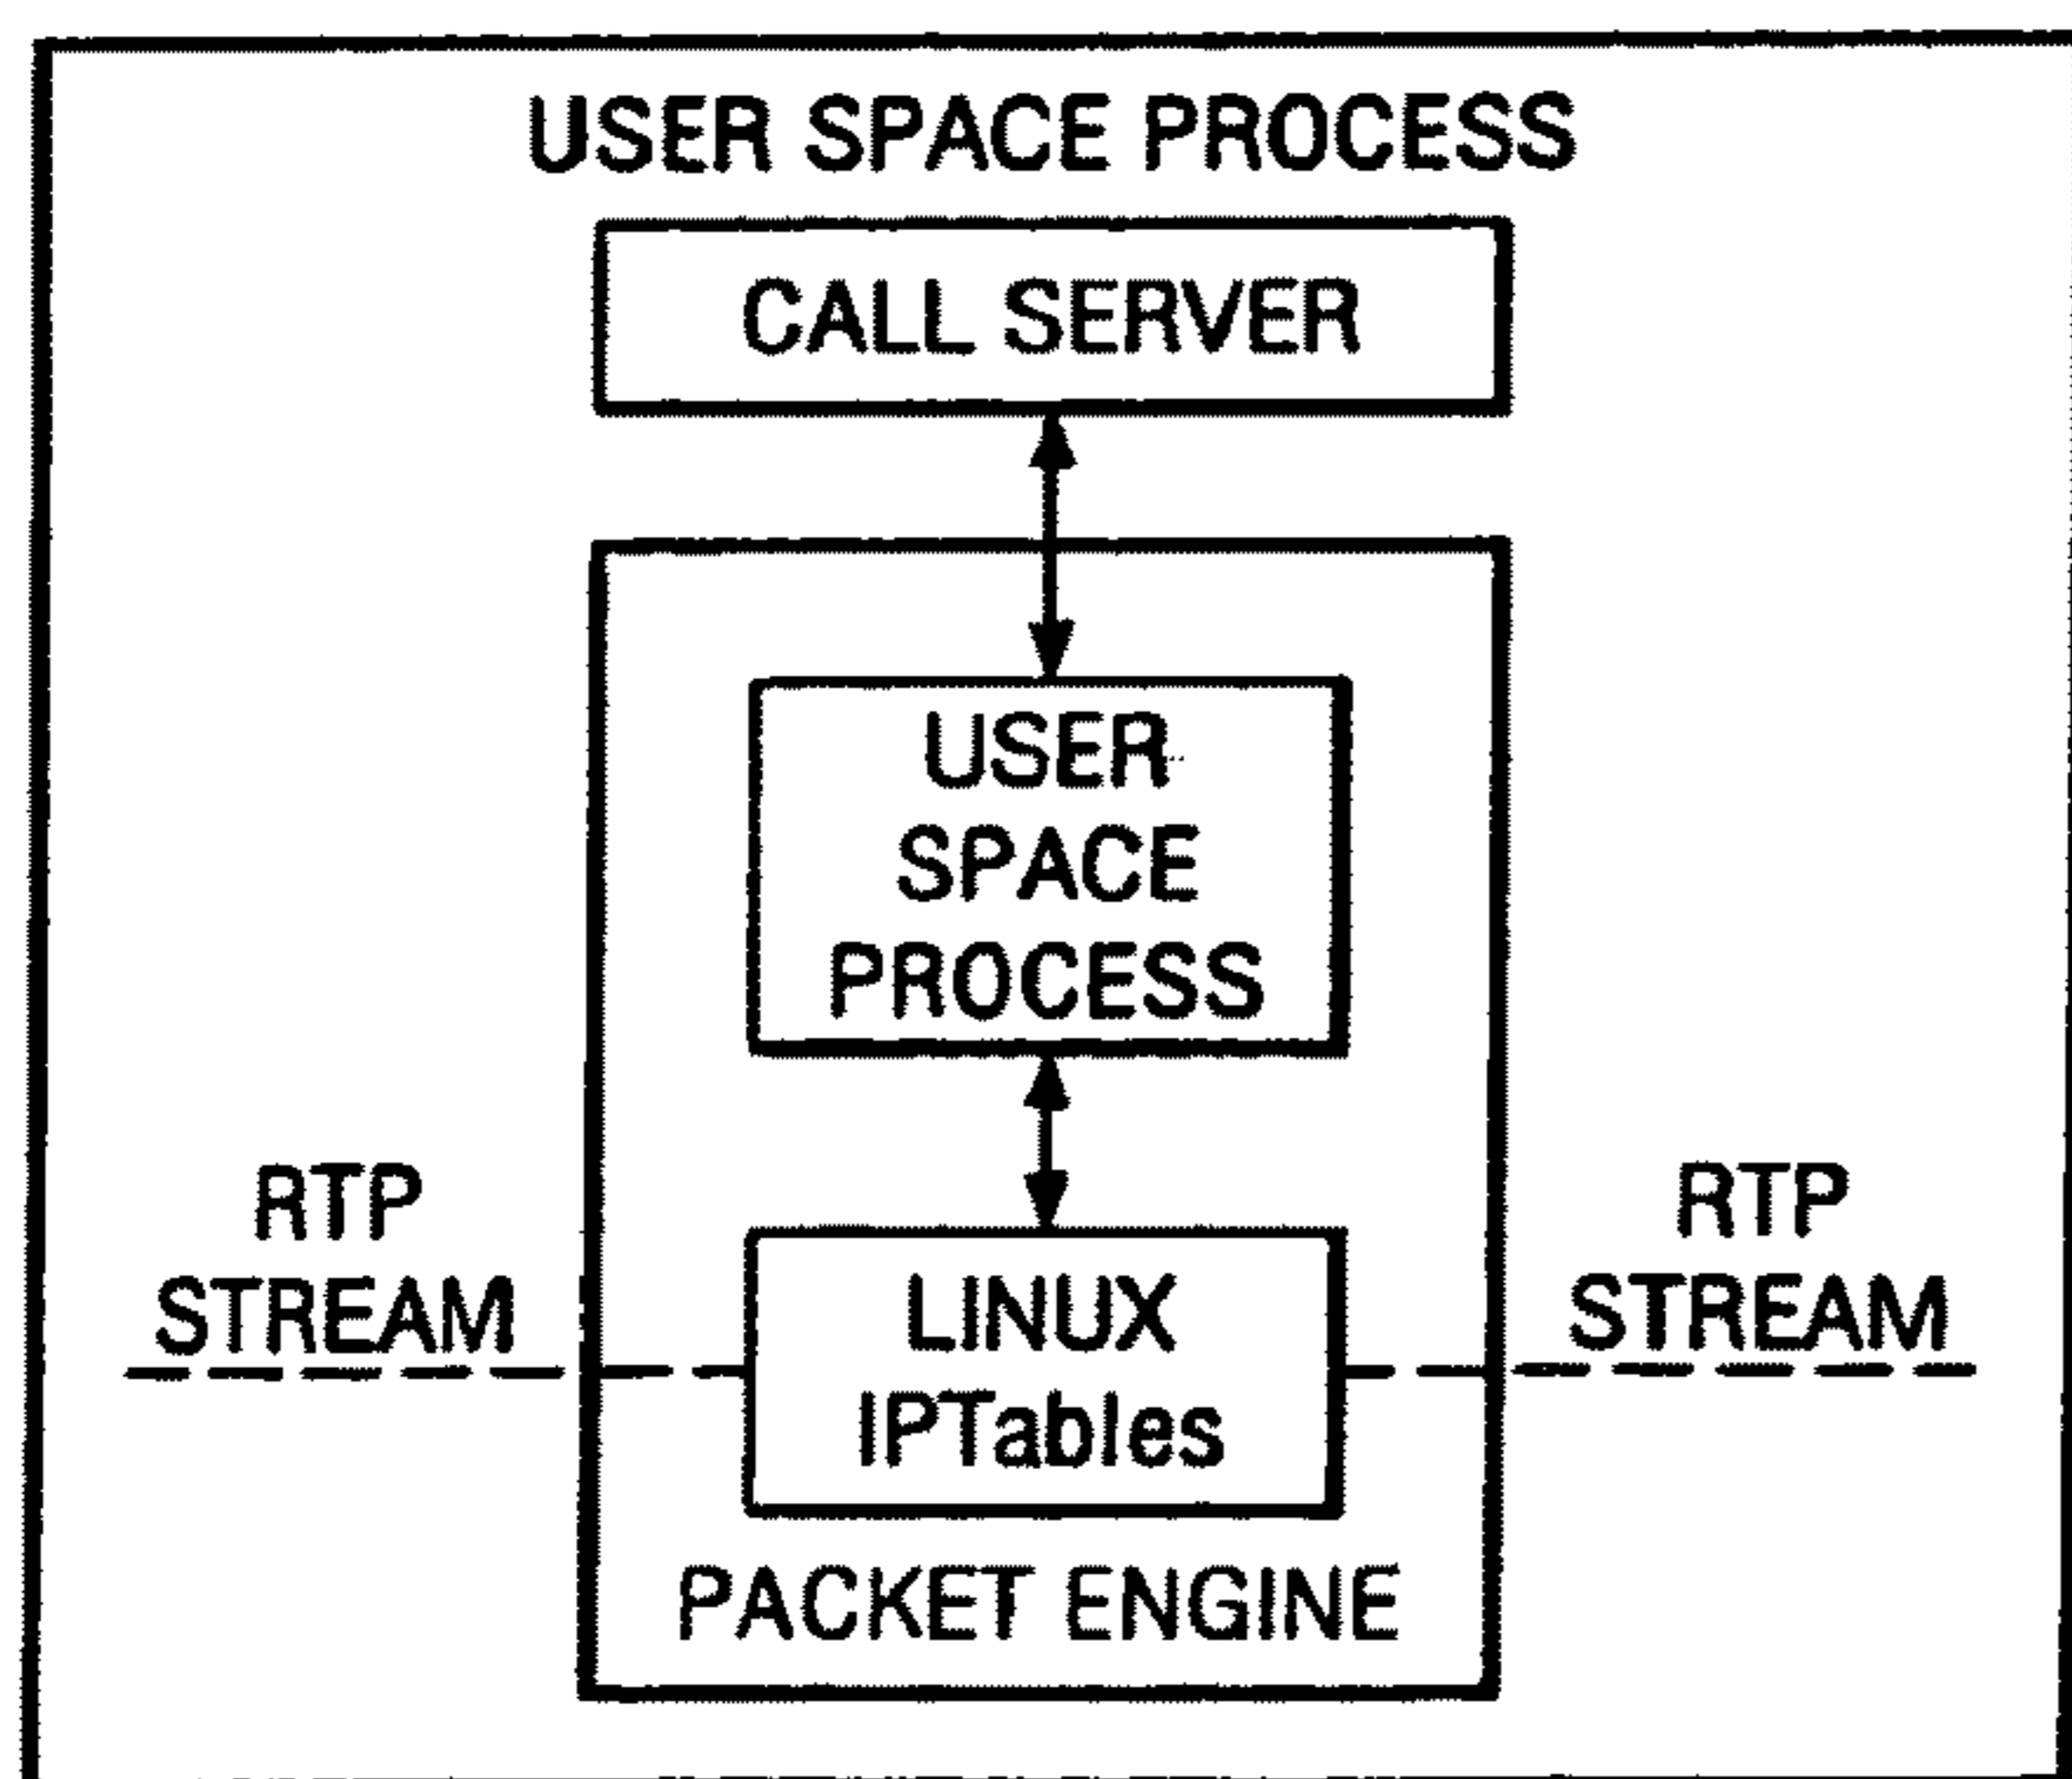 USER SPACE PROCESS
CALL SERVER
USER
SPACE
PROCESS
RTP
STREAM
LINUX
IPTables
RTP
STREAM
PACKET ENGINE